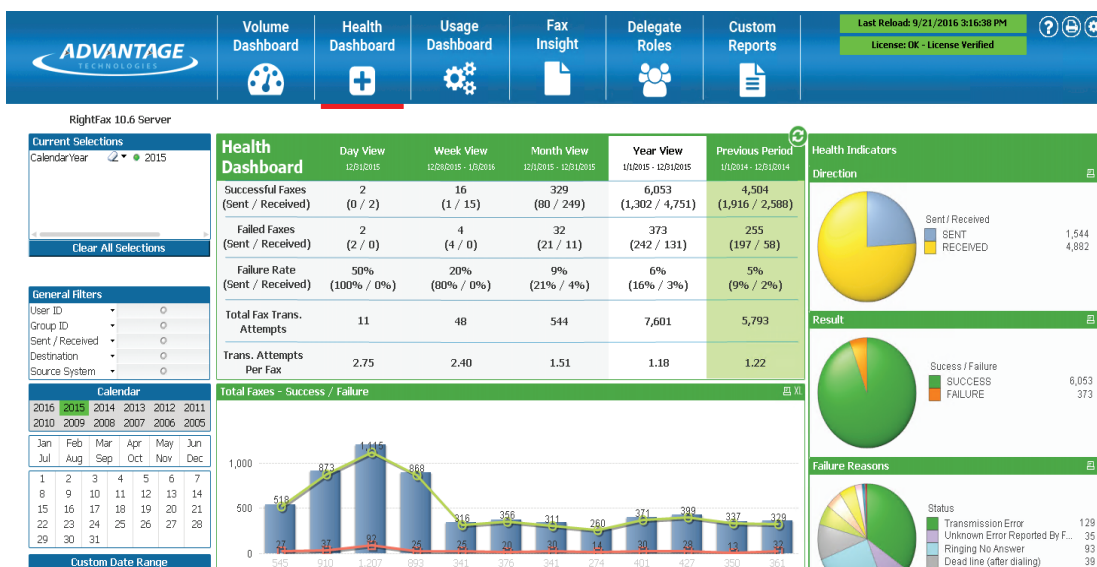 ADVANTAGE
TECHNOLOGIES
Volume Dashboard
Health Dashboard
Usage Dashboard
Fax Insight
Delegate Roles
Custom Reports
Last Reload: 9/21/2016 3:16:38 PM
License: OK - License Verified
?
RightFax 10.6 Server
Current Selections
CalendarYear 2015
Clear All Selections
General Filters
User ID
Group ID
Sent / Received
Destination
Source System
Calendar
2016 2015 2014 2013 2012 2011
2010 2009 2008 2007 2006 2005
Jan Feb Mar Apr May Jun
Jul Aug Sep Oct Nov Dec
1 2 3 4 5 6 7
8 9 10 11 12 13 14
15 16 17 18 19 20 21
22 23 24 25 26 27 28
29 30 31
Custom Date Range
Health Dashboard
Day View Week View Month View Year View Previous Period
12/31/2015 12/28/2015 - 1/3/2016 12/1/2015 - 12/31/2015 1/1/2015 - 12/31/2015 1/1/2014 - 12/31/2014
Successful Faxes 2 16 329 6,053 4,504
(Sent / Received) (0 / 2) (1 / 15) (80 / 249) (1,302 / 4,751) (1,916 / 2,588)
Failed Faxes 2 4 32 373 255
(Sent / Received) (2 / 0) (4 / 0) (21 / 11) (242 / 131) (197 / 58)
Failure Rate 50% 20% 9% 6% 5%
(Sent / Received) (100% / 0%) (80% / 0%) (21% / 4%) (16% / 3%) (9% / 2%)
Total Fax Trans. Attempts 11 48 544 7,601 5,793
Trans. Attempts Per Fax 2.75 2.40 1.51 1.18 1.22
Total Faxes - Success / Failure XL
1,000
500
0
518 873 1,115 868 316 356 311 260 371 399 337 329
27 37 92 25 25 20 30 14 30 28 13 32
545 910 1,207 893 341 376 341 274 401 427 350 361
Health Indicators
Direction
Sent / Received
SENT 1,544
RECEIVED 4,882
Result
Sucess / Failure
SUCCESS 6,053
FAILURE 373
Failure Reasons
Status
Transmission Error 129
Unknown Error Reported By F... 35
Ringing No Answer 93
Dead line (after dialing) 39